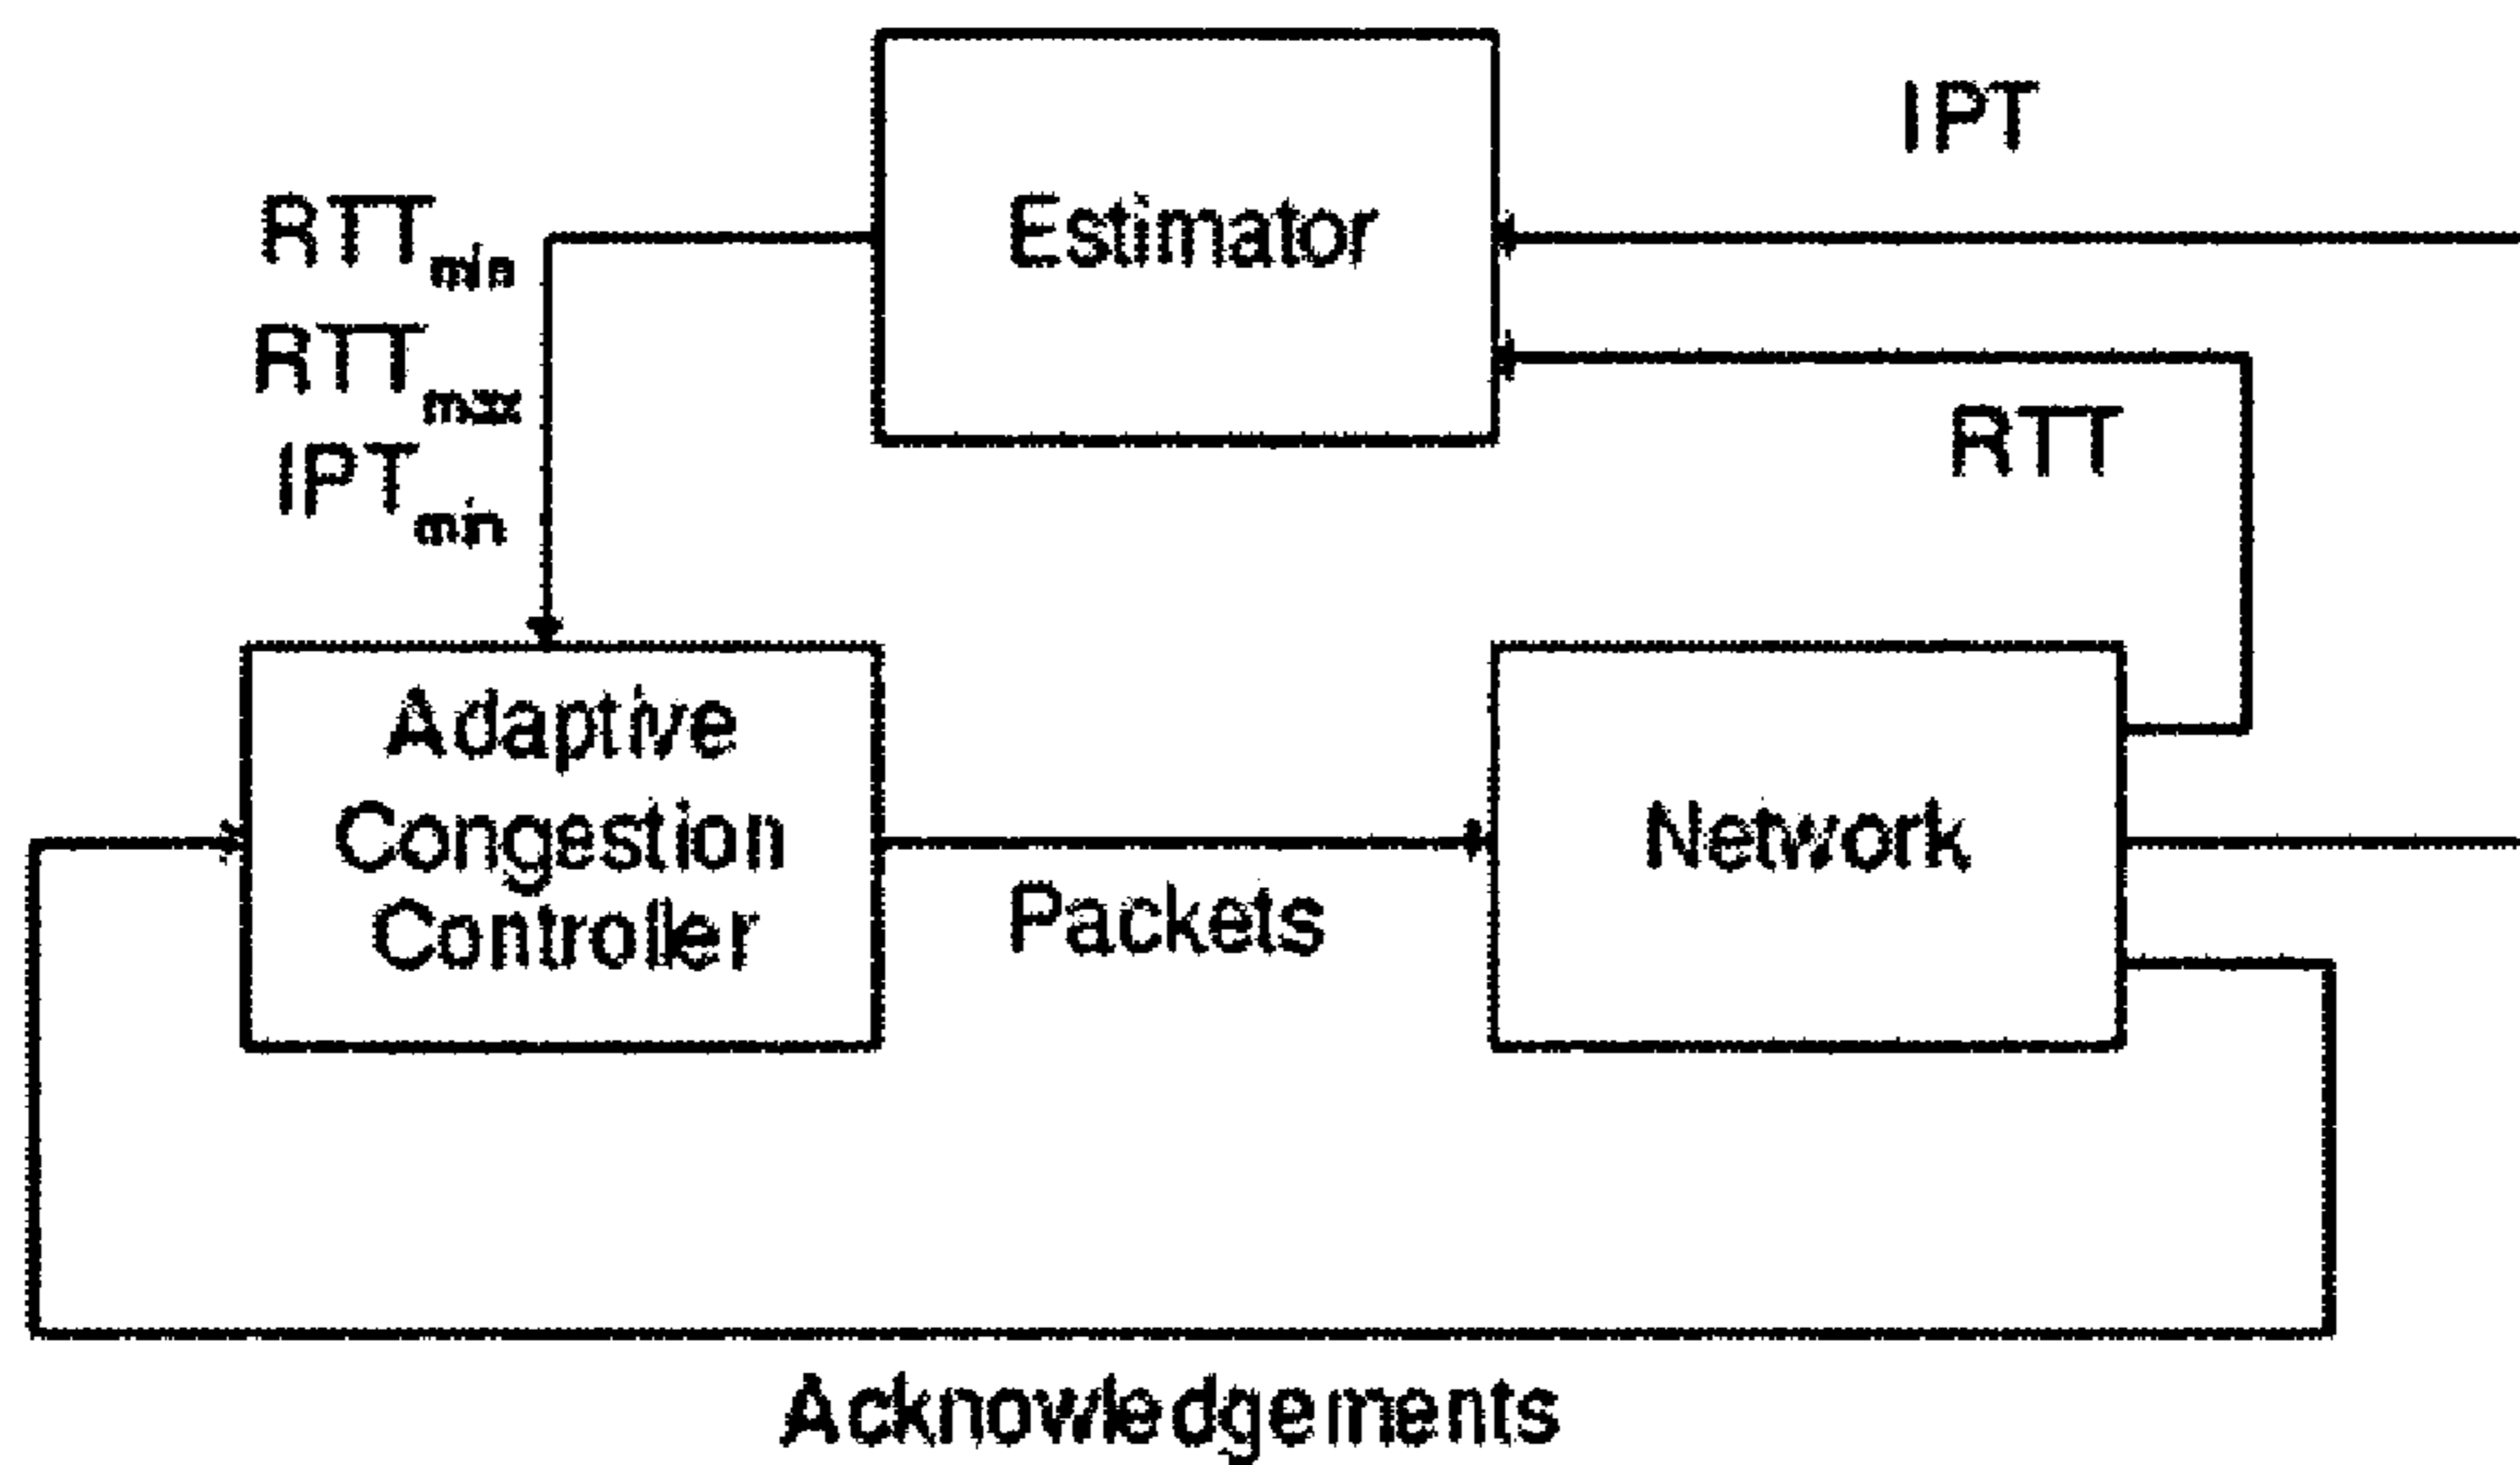 IPT
Estimator
RTTmin
RTTmax
IPTmin
RTT
Adaptive
Congestion
Controller
Packets
Network
Acknowledgements